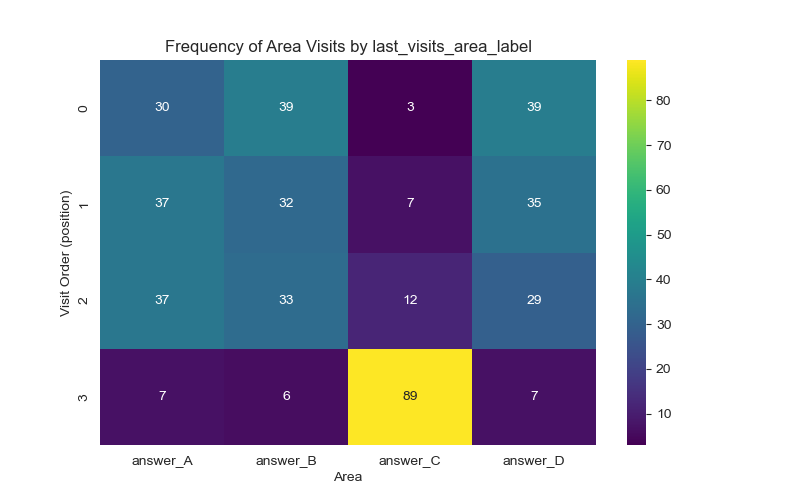 Frequency of Area Visits by last_visits_area_label
0 30 39 3 39
1 37 32 7 35
2 37 33 12 29
3 7 6 89 7
answer_A answer_B answer_C answer_D
Area
Visit Order (position)
80
70
60
50
40
30
20
10